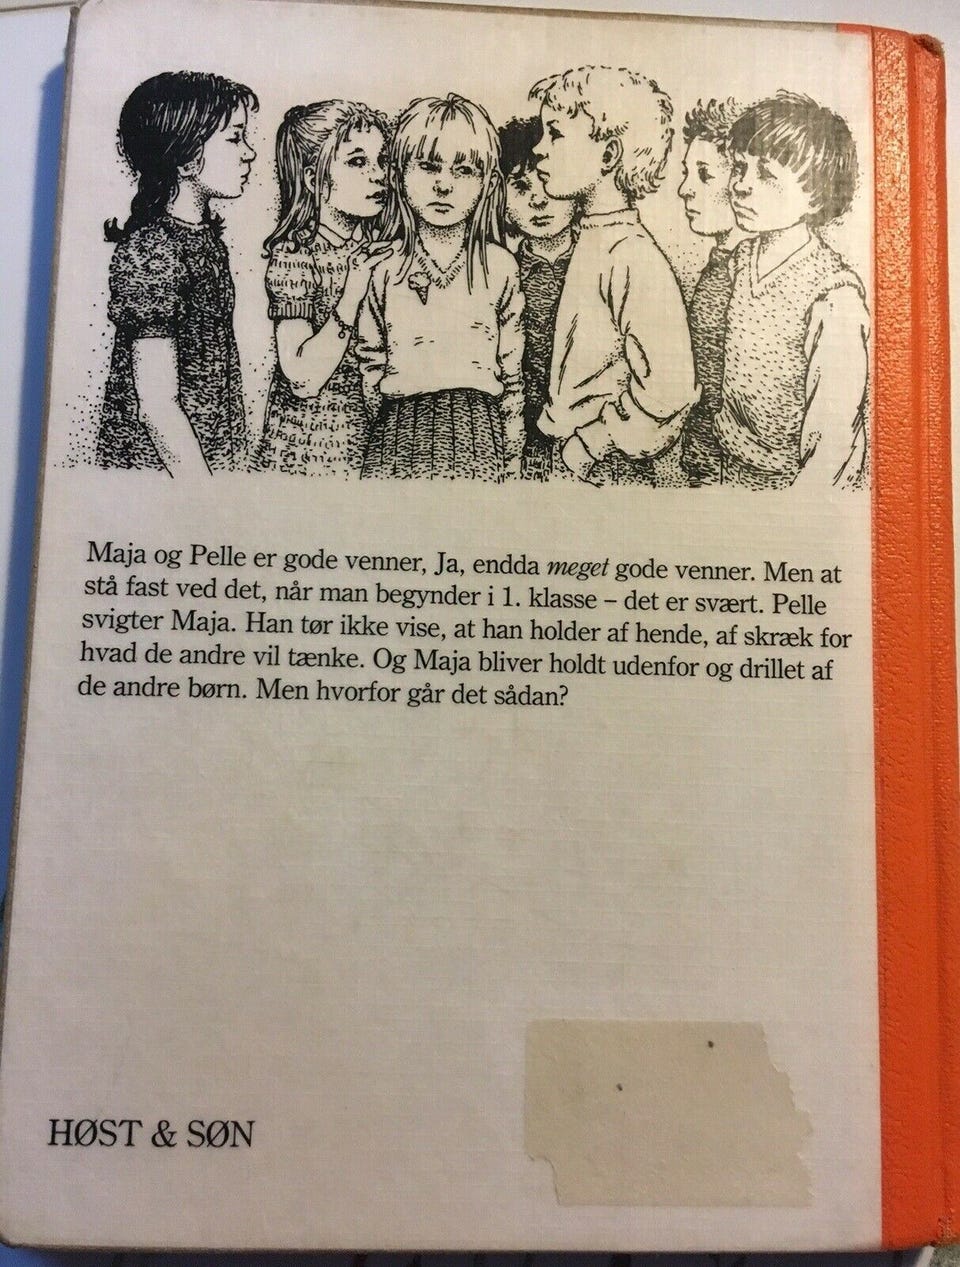 Maja og Pelle er gode venner, Ja, endda meget gode venner. Men at
stå fast ved det, når man begynder i 1. klasse – det er svært. Pelle
svigter Maja. Han tør ikke vise, at han holder af hende, af skræk for
hvad de andre vil tænke. Og Maja bliver holdt udenfor og drillet af
de andre børn. Men hvorfor går det sådan?
HØST & SØN